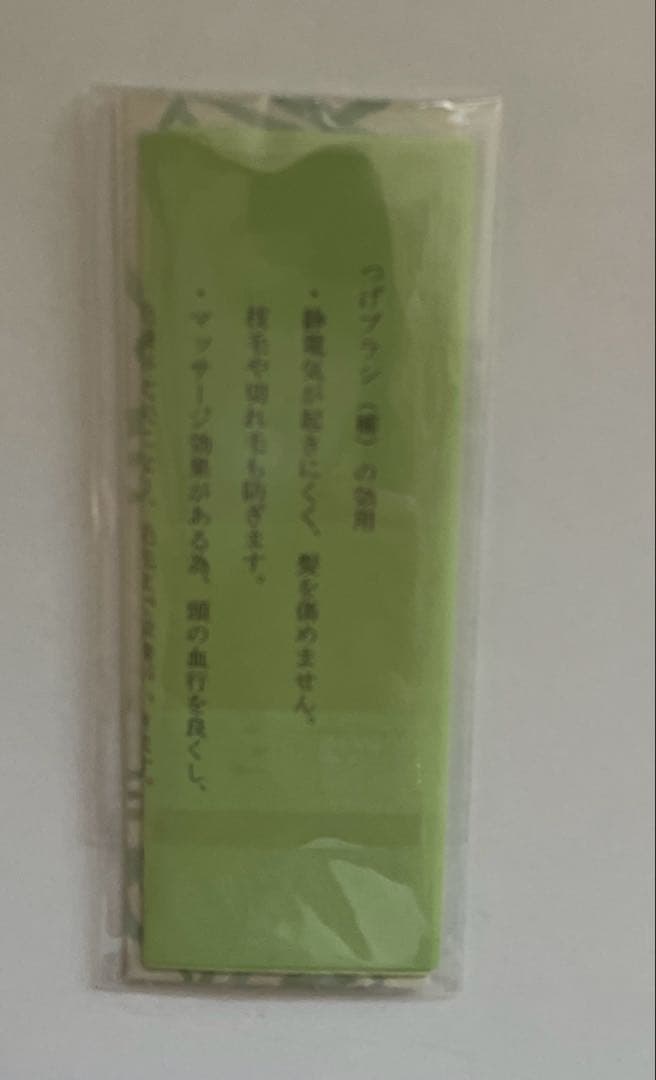 つげブラシ(櫛)の効用
・静電気が起きにくく、髪を傷めません。
枝毛や切れ毛も防ぎます。
・マッサージ効果がある為、頭の血行を良くし、